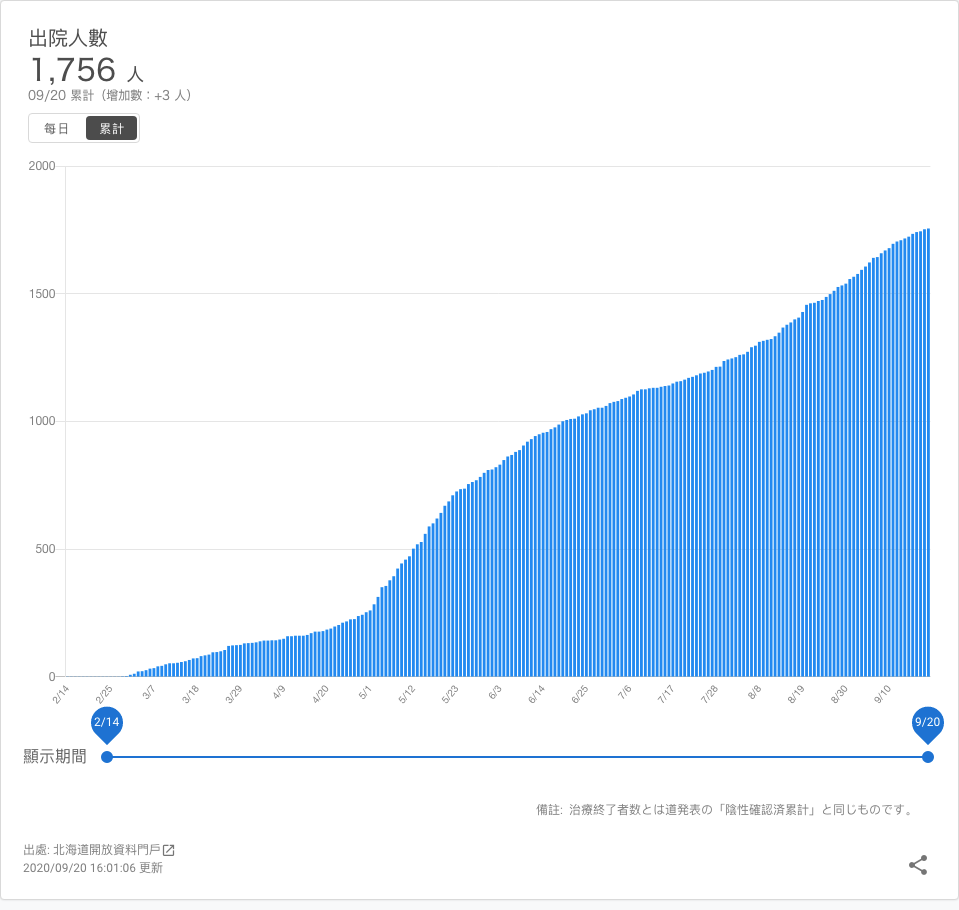 出院人數
1,756 人
09/20 累計（增加數：+3 人）
每日 累計
2000
1500
1000
500
0
2/14 2/25 3/7 3/18 3/29 4/9 4/20 5/1 5/12 5/23 6/3 6/14 6/25 7/6 7/17 7/28 8/8 8/19 8/30 9/10
2/14 9/20
顯示期間
備註: 治療終了者数とは道発表の「陰性確認済累計」と同じものです。
出處: 北海道開放資料門戶
2020/09/20 16:01:06 更新